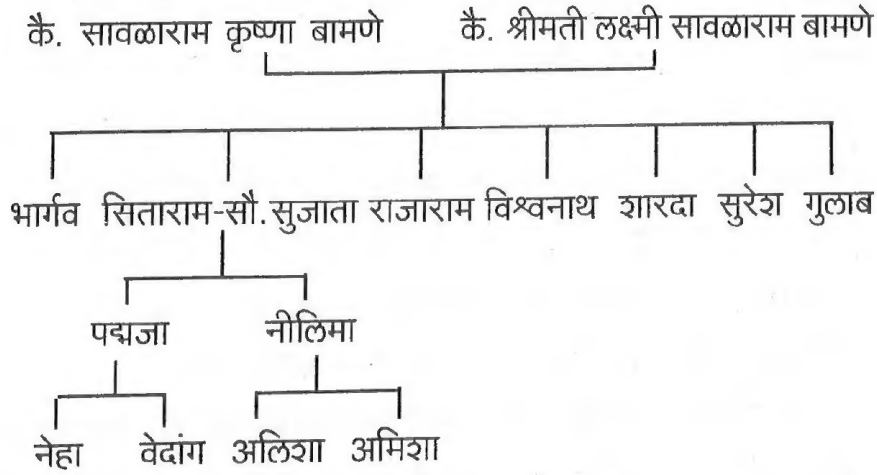 कै. सावळाराम कृष्णा बामणे कै. श्रीमती लक्ष्मी सावळाराम बामणे
भार्गव सिताराम-सौ.सुजाता राजाराम विश्वनाथ शारदा सुरेश गुलाब
पद्मजा नीलिमा
नेहा वेदांग अलिशा अमिशा